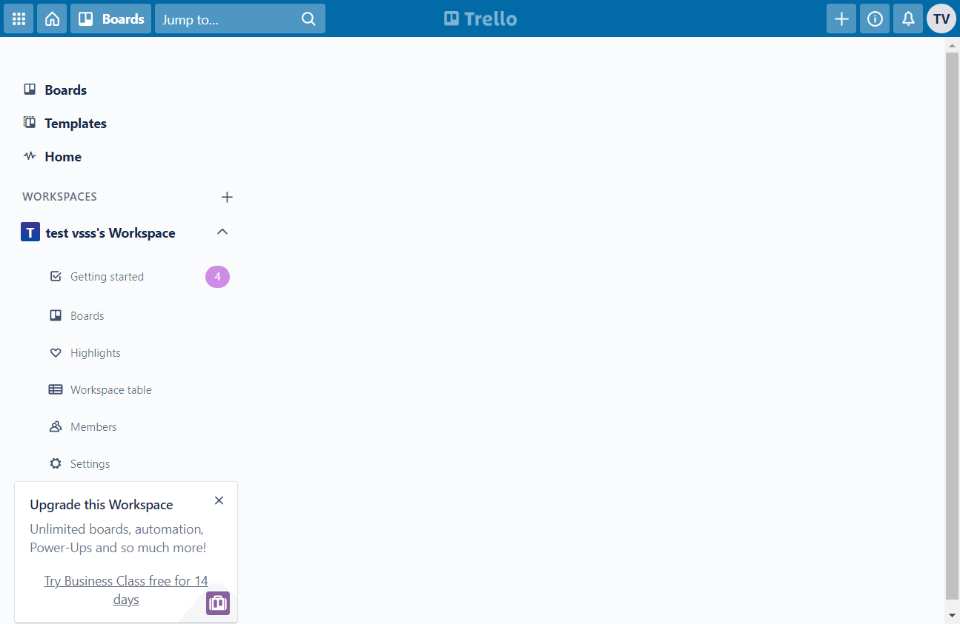 Boards
Jump to...
Trello
TV
Boards
Templates
Home
WORKSPACES
T test vsss's Workspace
Getting started 4
Boards
Highlights
Workspace table
Members
Settings
Upgrade this Workspace
Unlimited boards, automation,
Power-Ups and so much more!
Try Business Class free for 14
days